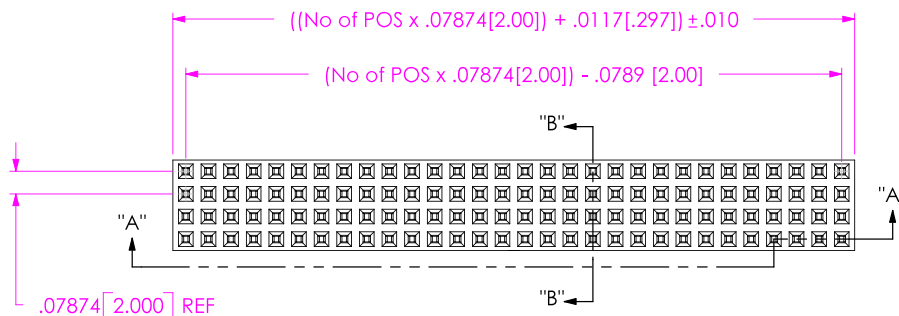 ((No of POS x .07874[2.00]) + .0117[.297]) ±.010
(No of POS x .07874[2.00]) - .0789 [2.00]
"B"
"A"
"A
"B"
.07874[2.000] REF